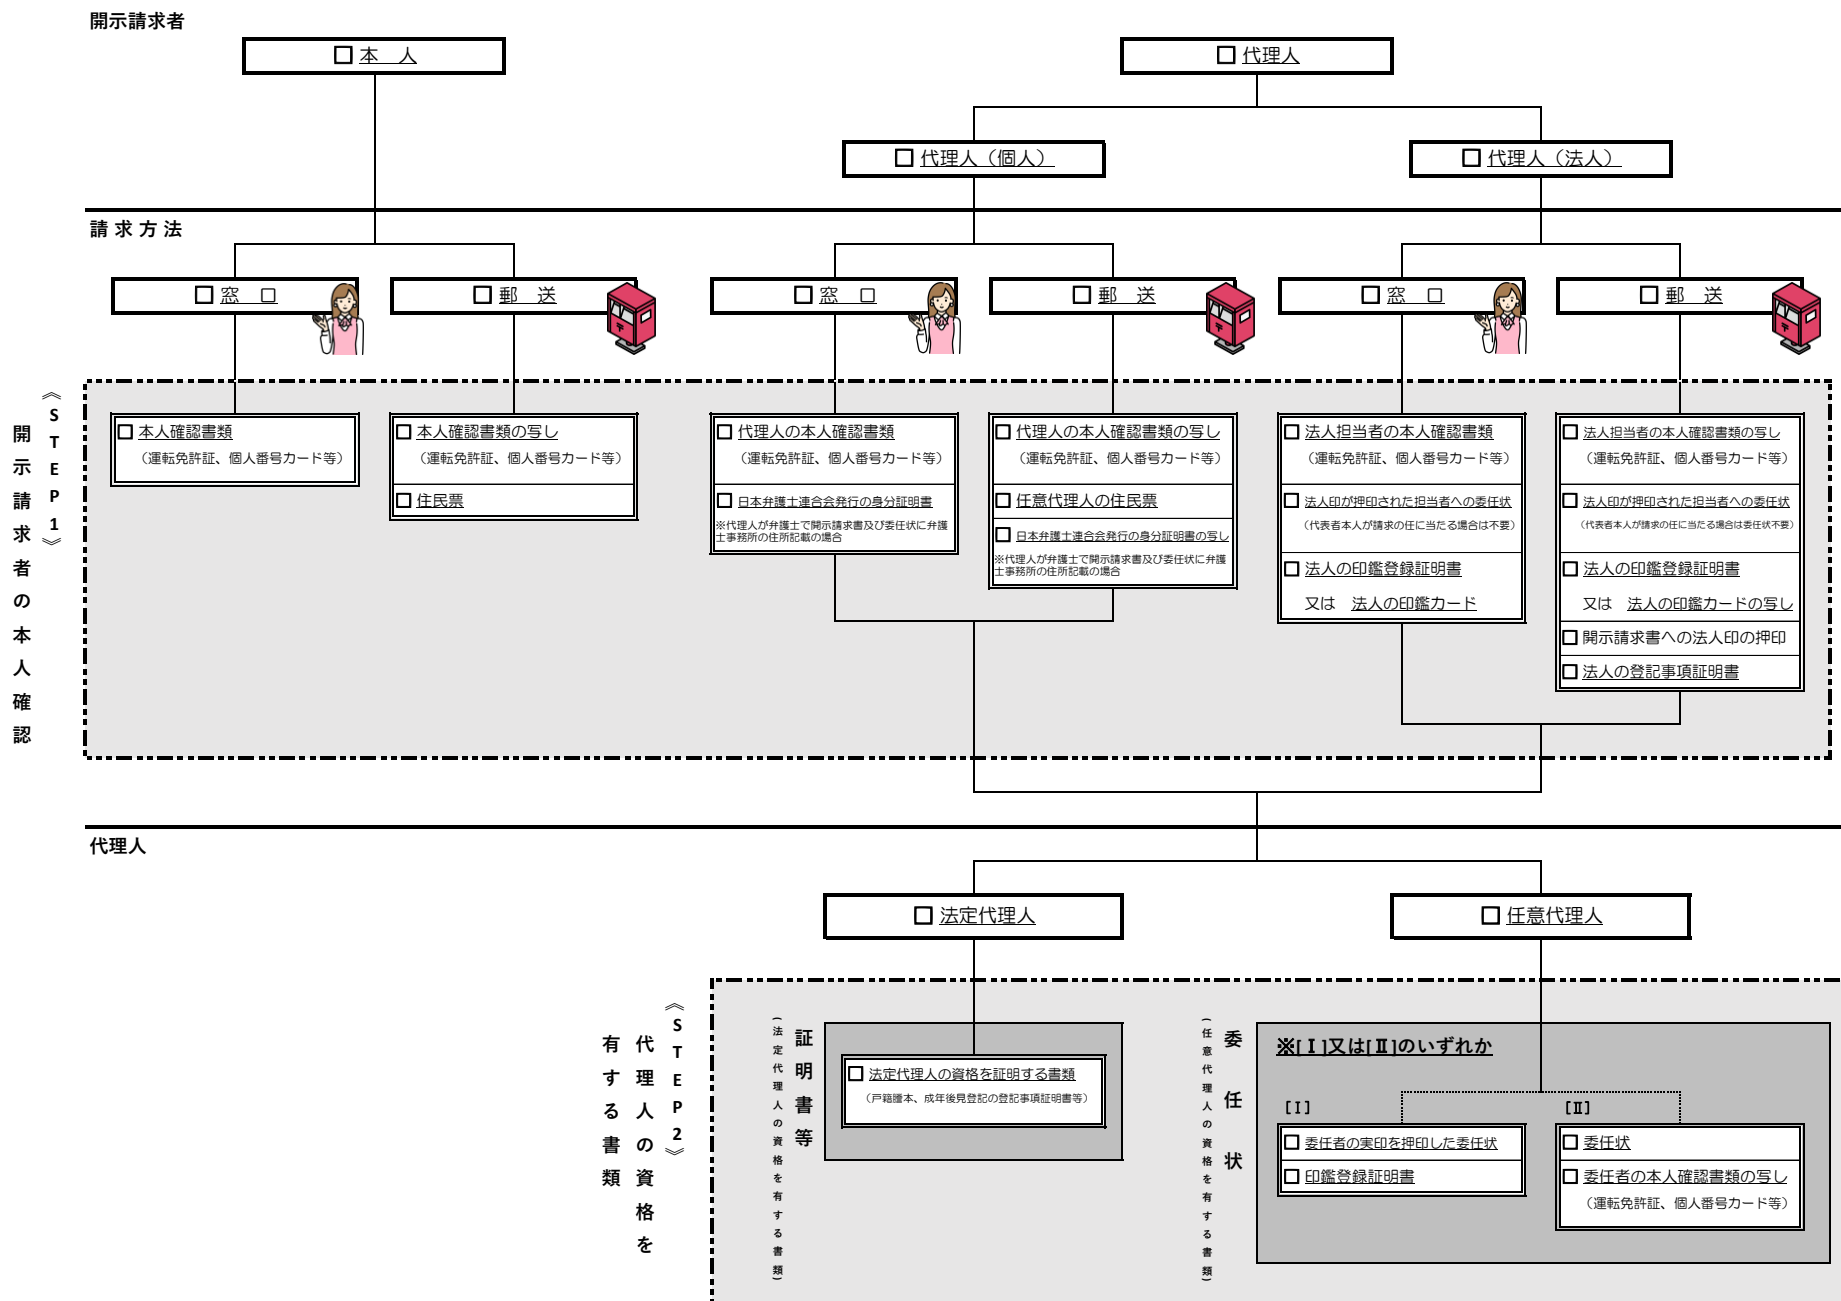 開示請求者
□ 本　人
□ 代理人
□ 代理人（個人）
□ 代理人（法人）
請 求 方 法
□ 窓　口
□ 郵　送
□ 窓　口
□ 郵　送
□ 窓　口
□ 郵　送
《STEP1》
開示請求者の本人確認
□ 本人確認書類
（運転免許証、個人番号カード等）
□ 本人確認書類の写し
（運転免許証、個人番号カード等）
□ 住民票
□ 代理人の本人確認書類
（運転免許証、個人番号カード等）
□ 日本弁護士連合会発行の身分証明書
※代理人が弁護士で開示請求書及び委任状に弁護
士事務所の住所記載の場合
□ 代理人の本人確認書類の写し
（運転免許証、個人番号カード等）
□ 任意代理人の住民票
□ 日本弁護士連合会発行の身分証明書の写し
※代理人が弁護士で開示請求書及び委任状に弁護
士事務所の住所記載の場合
□ 法人担当者の本人確認書類
（運転免許証、個人番号カード等）
□ 法人印が押印された担当者への委任状
（代表者本人が請求の任に当たる場合は不要）
□ 法人の印鑑登録証明書
又は　法人の印鑑カード
□ 法人担当者の本人確認書類の写し
（運転免許証、個人番号カード等）
□ 法人印が押印された担当者への委任状
（代表者本人が請求の任に当たる場合は委任状不要）
□ 法人の印鑑登録証明書
又は　法人の印鑑カードの写し
□ 開示請求書への法人印の押印
□ 法人の登記事項証明書
代理人
□ 法定代理人
□ 任意代理人
《STEP2》
代理人の資格を
有する書類
証明書等
（法定代理人の資格を有する書類）
□ 法定代理人の資格を証明する書類
（戸籍謄本、成年後見登記の登記事項証明書等）
委任状
（任意代理人の資格を有する書類）
※[Ⅰ]又は[Ⅱ]のいずれか
[Ⅰ]
□ 委任者の実印を押印した委任状
□ 印鑑登録証明書
[Ⅱ]
□ 委任状
□ 委任者の本人確認書類の写し
（運転免許証、個人番号カード等）